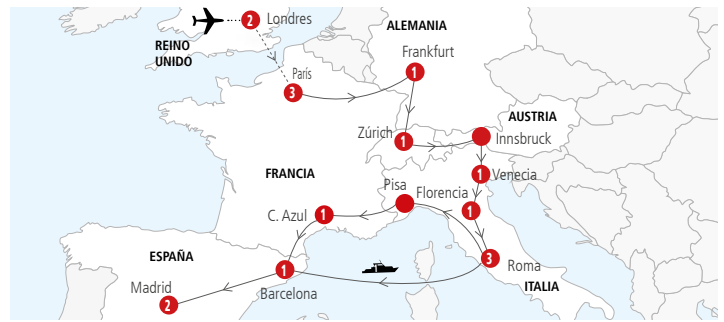 2
Londres
REINO
UNIDO
ALEMANIA
Frankfurt
1
París
3
AUSTRIA
Zúrich
1
Innsbruck
1
Venecia
FRANCIA
Pisa
Florencia
1
C. Azul
1
3
Roma
ITALIA
ESPAÑA
1
Barcelona
Madrid
2